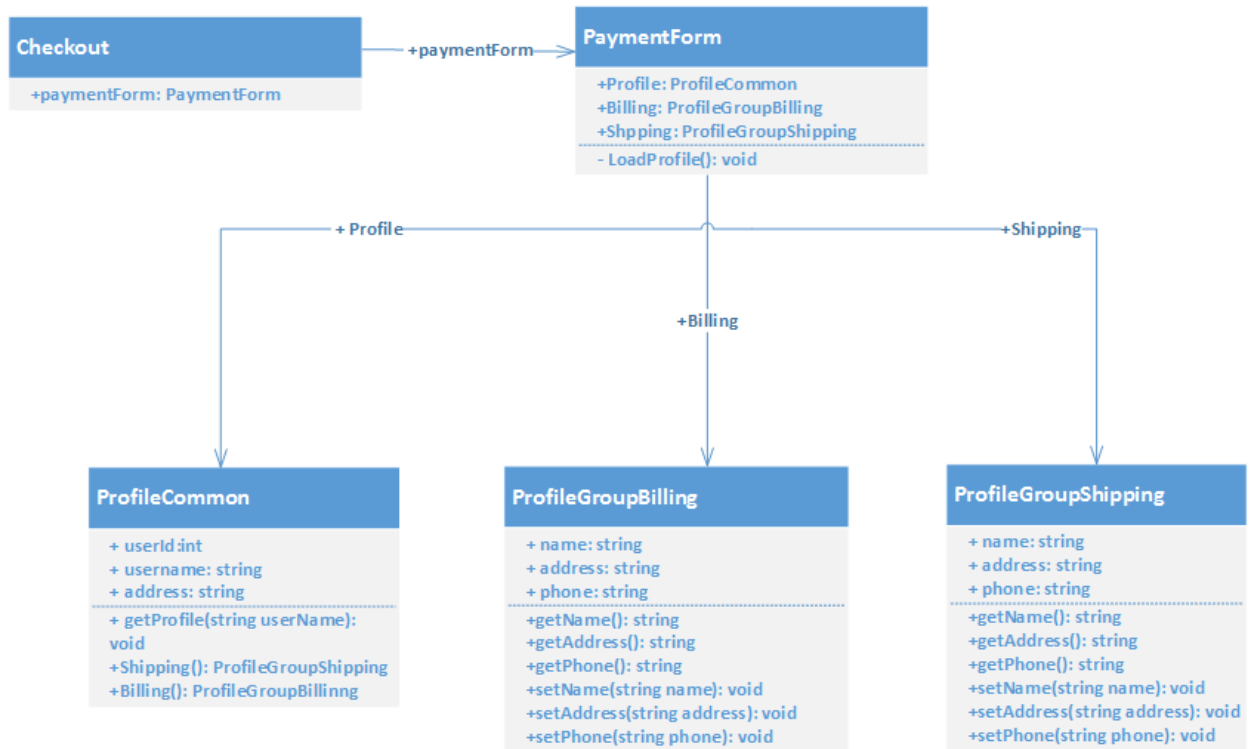 Checkout
+paymentForm: PaymentForm
+paymentForm
PaymentForm
+Profile: ProfileCommon
+Billing: ProfileGroupBilling
+Shpping: ProfileGroupShipping
- LoadProfile(): void
+ Profile
+Shipping
+Billing
ProfileCommon
+ userId:int
+ username: string
+ address: string
+ getProfile(string userName):
void
+Shipping(): ProfileGroupShipping
+Billing(): ProfileGroupBillinng
ProfileGroupBilling
+ name: string
+ address: string
+ phone: string
+getName(): string
+getAddress(): string
+getPhone(): string
+setName(string name): void
+setAddress(string address): void
+setPhone(string phone): void
ProfileGroupShipping
+ name: string
+ address: string
+ phone: string
+getName(): string
+getAddress(): string
+getPhone(): string
+setName(string name): void
+setAddress(string address): void
+setPhone(string phone): void